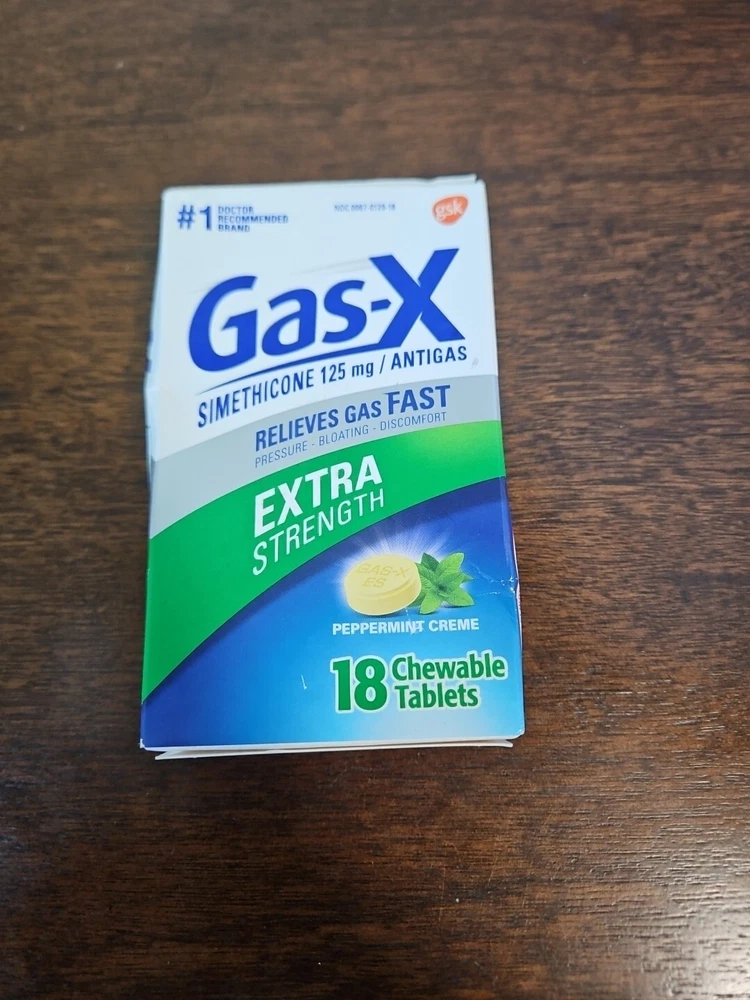 #1 DOCTOR
RECOMMENDED
BRAND
gsk
Gas-X
SIMETHICONE 125 mg / ANTIGAS
RELIEVES GAS FAST
PRESSURE - BLOATING - DISCOMFORT
EXTRA
STRENGTH
GAS-X
ES
PEPPERMINT CREME
18 Chewable
Tablets